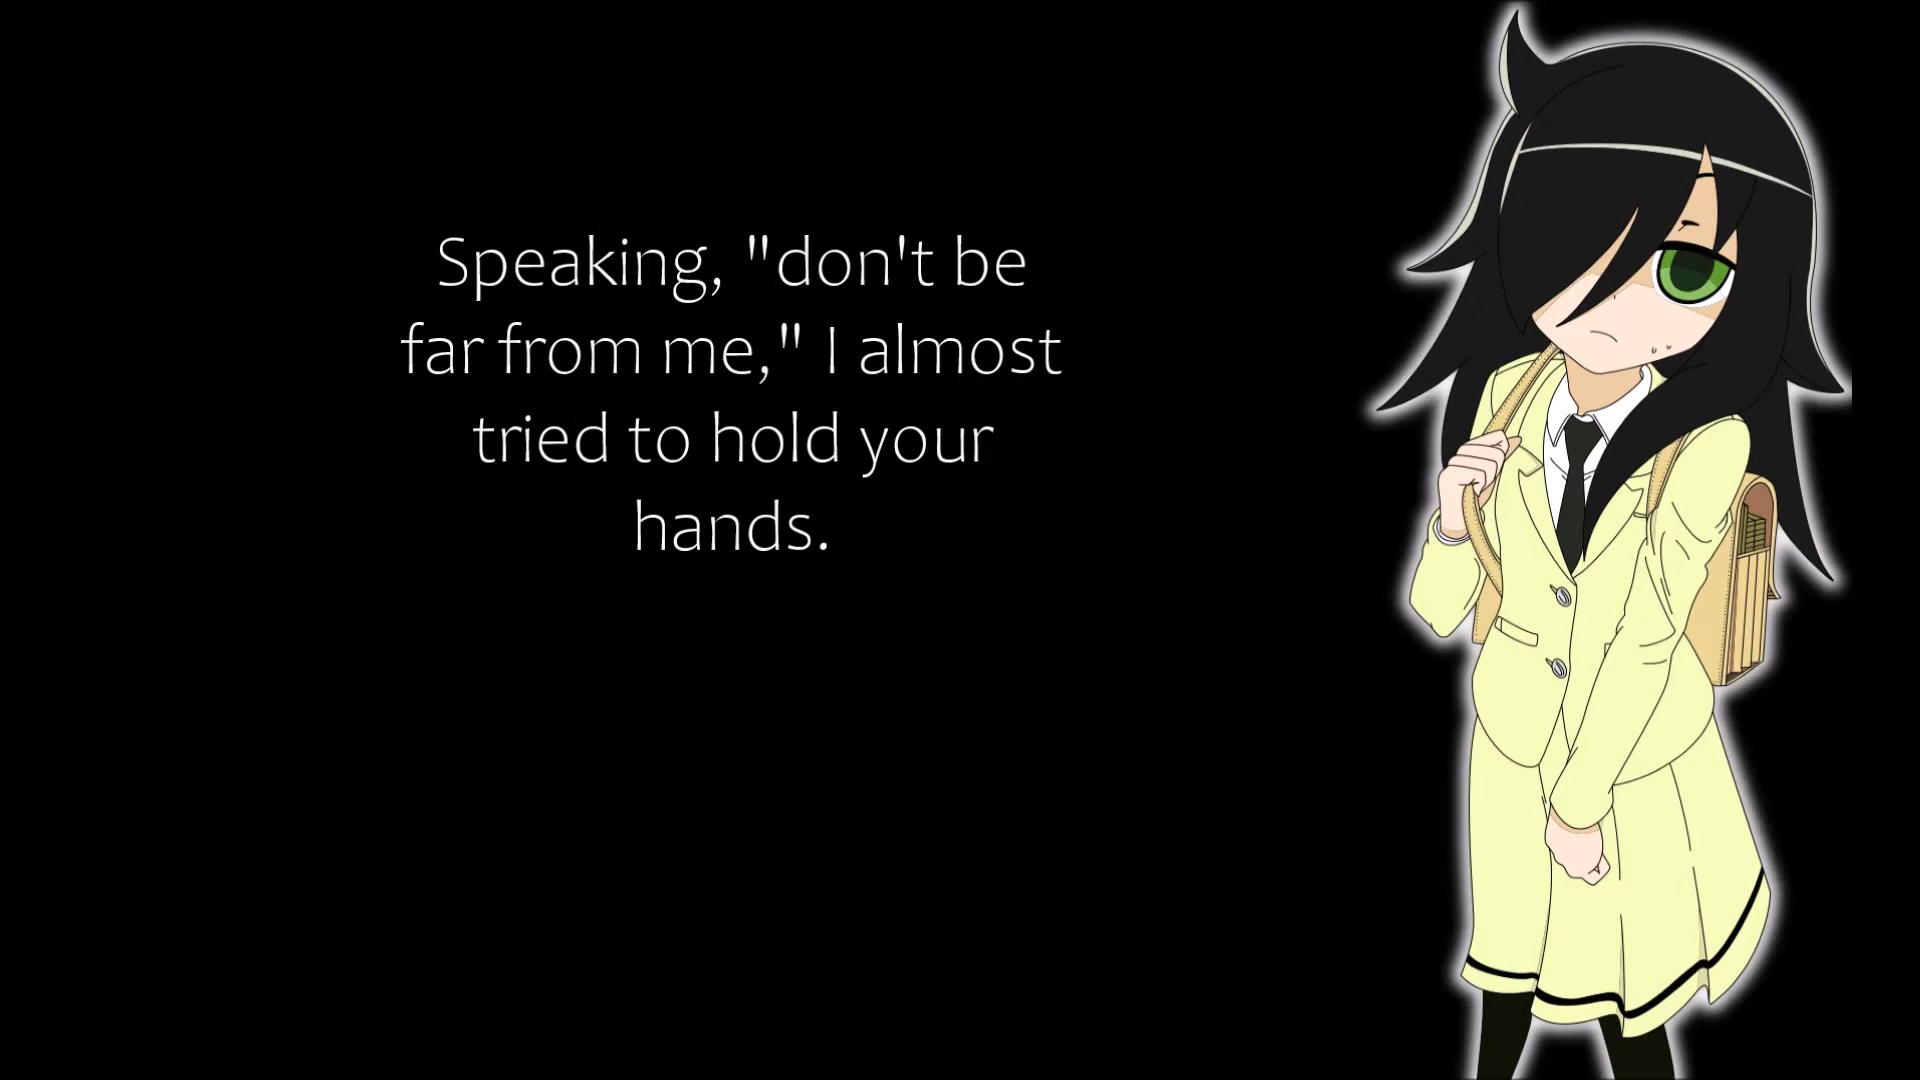 Speaking, "don't be
far from me," I almost
tried to hold your
hands.